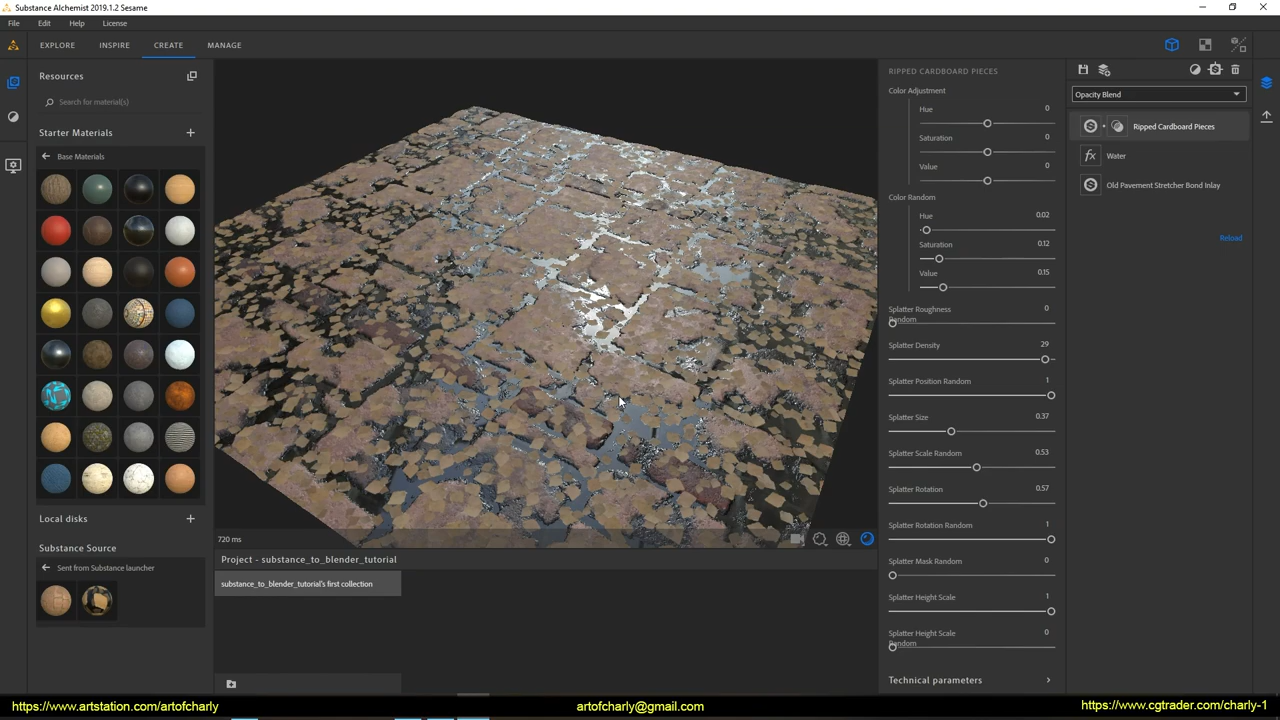 Substance Alchemist 2019.1.2 Sesame
File
Edit
Help
License
EXPLORE
INSPIRE
CREATE
MANAGE
Resources
Search for material(s)
Starter Materials
Base Materials
Local disks
Substance Source
Sent from Substance launcher
720 ms
Project - substance_to_blender_tutorial
substance_to_blender_tutorial's first collection
RIPPED CARDBOARD PIECES
Color Adjustment
Hue 0
Saturation 0
Value 0
Color Random
Hue 0.02
Saturation 0.12
Value 0.15
Splatter Roughness 0
Random
Splatter Density 29
Splatter Position Random 1
Splatter Size 0.37
Splatter Scale Random 0.53
Splatter Rotation 0.57
Splatter Rotation Random 1
Splatter Mask Random 0
Splatter Height Scale 1
Splatter Height Scale 0
Random
Technical parameters
Opacity Blend
Ripped Cardboard Pieces
fx Water
Old Pavement Stretcher Bond Inlay
Reload
https://www.artstation.com/artofcharly
artofcharly@gmail.com
https://www.cgtrader.com/charly-1